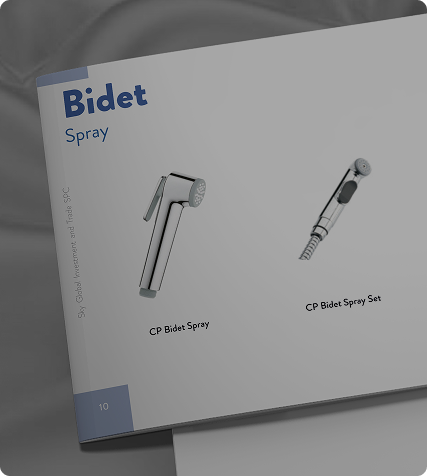 Bidet
Spray
Sky Global Investment and Trade SPC
CP Bidet Spray
CP Bidet Spray Set
10